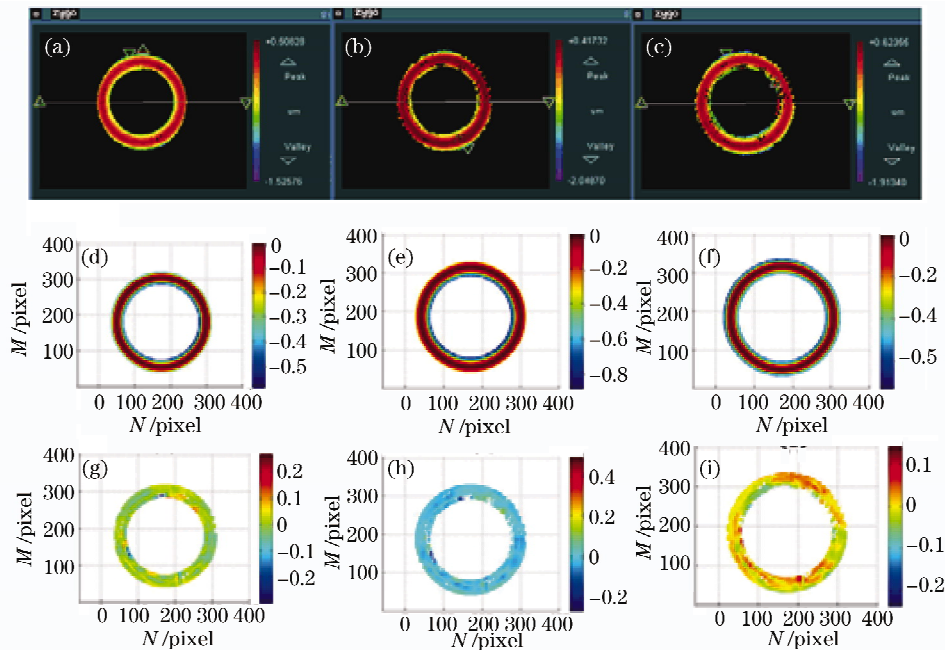 zygo
zygo
zygo
(a)
+0.50829
Peak
um
Valley
-1.52576
(b)
+0.41732
Peak
um
Valley
-2.04870
(c)
Peak
um
Valley
-1.91340
400
300
200
100
M/pixel
(d)
0
-0.1
-0.2
-0.3
-0.4
-0.5
0 100 200 300 400
N/pixel
400
300
200
100
M/pixel
(e)
0
-0.2
-0.4
-0.6
-0.8
0 100 200 300 400
N/pixel
400
300
200
100
M/pixel
(f)
0
-0.2
-0.4
-0.5
0 100 200 300 400
N/pixel
400
300
200
100
M/pixel
(g)
0.2
0.1
0
-0.1
-0.2
0 100 200 300 400
N/pixel
400
300
200
100
M/pixel
(h)
0.4
0.2
0
-0.2
0 100 200 300 400
N/pixel
400
300
200
100
M/pixel
(i)
0.1
0
-0.1
-0.2
0 100 200 300 400
N/pixel